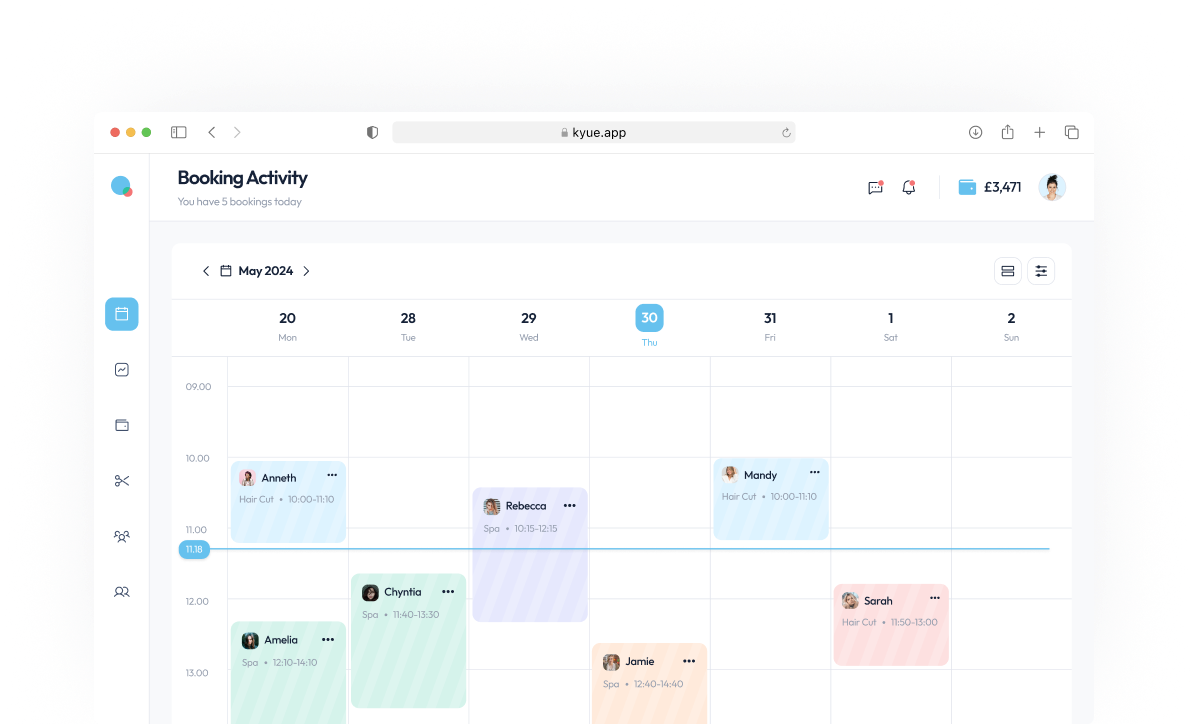 kyue.app
Booking Activity
You have 5 bookings today
£3,471
May 2024
20 28 29 30 31 1 2
Mon Tue Wed Thu Fri Sat Sun
09.00
10.00
Anneth
Hair Cut • 10:00-11:10
Mandy
Hair Cut • 10:00-11:10
Rebecca
Spa • 10:15-12:15
11.00
11.18
Chyntia
Spa • 11:40-13:30
12.00
Sarah
Hair Cut • 11:50-13:00
Amelia
Spa • 12:10-14:10
Jamie
Spa • 12:40-14:40
13.00